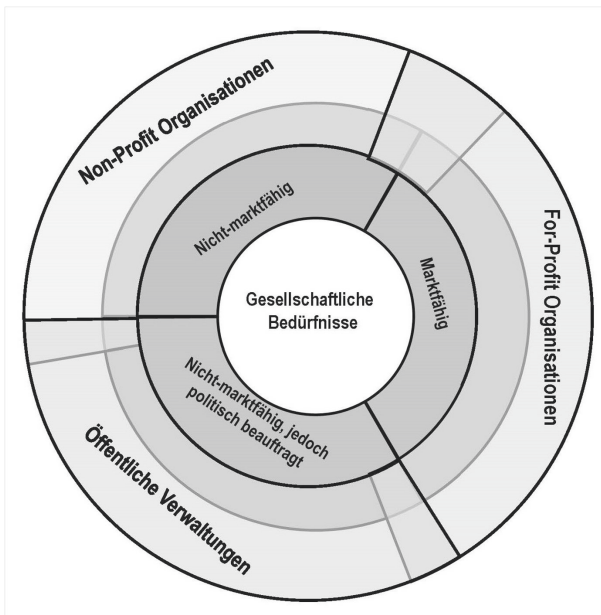 Non-Profit Organisationen
Nicht-marktfähig
For-Profit Organisationen
Marktfähig
Gesellschaftliche
Bedürfnisse
Nicht-marktfähig, jedoch
politisch beauftragt
Öffentliche Verwaltungen